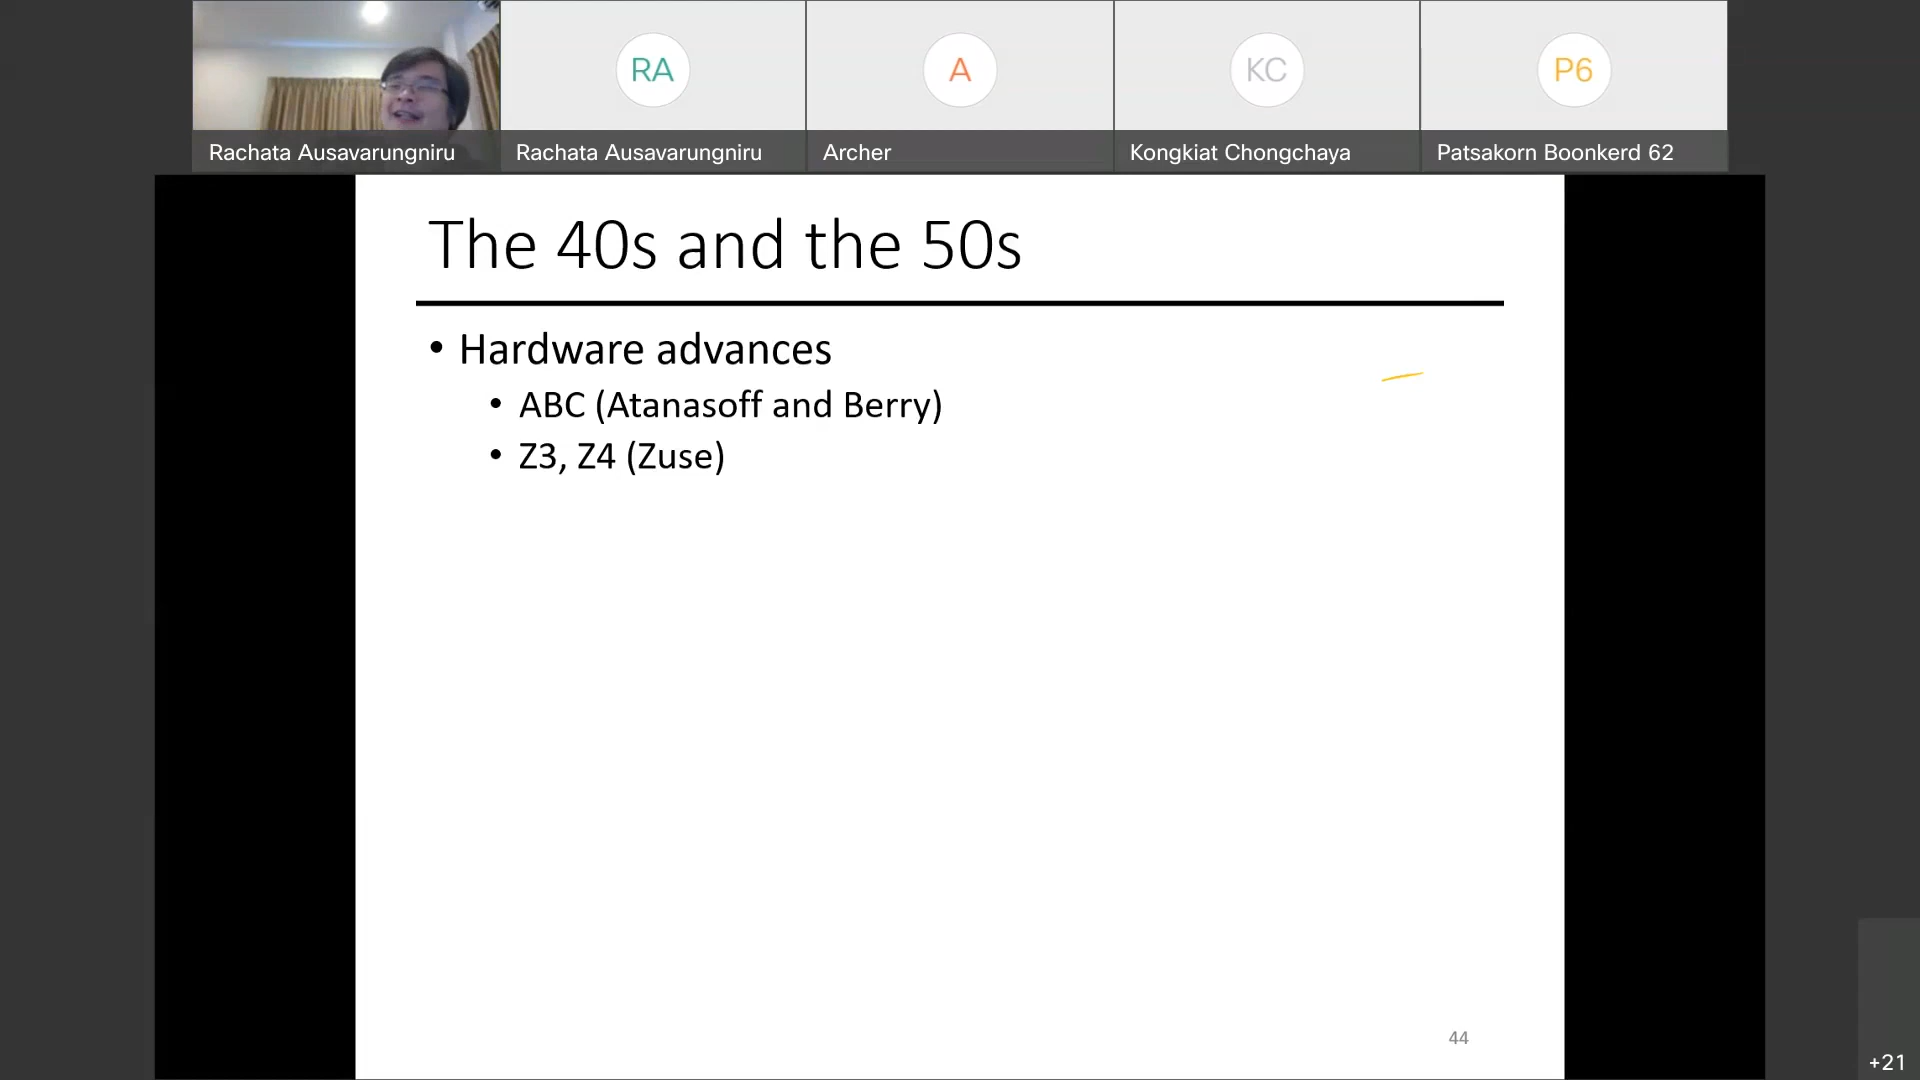 RA
A
KC
P6
Rachata Ausavarungniru
Rachata Ausavarungniru
Archer
Kongkiat Chongchaya
Patsakorn Boonkerd 62
The 40s and the 50s
• Hardware advances
• ABC (Atanasoff and Berry)
• Z3, Z4 (Zuse)
44
+21